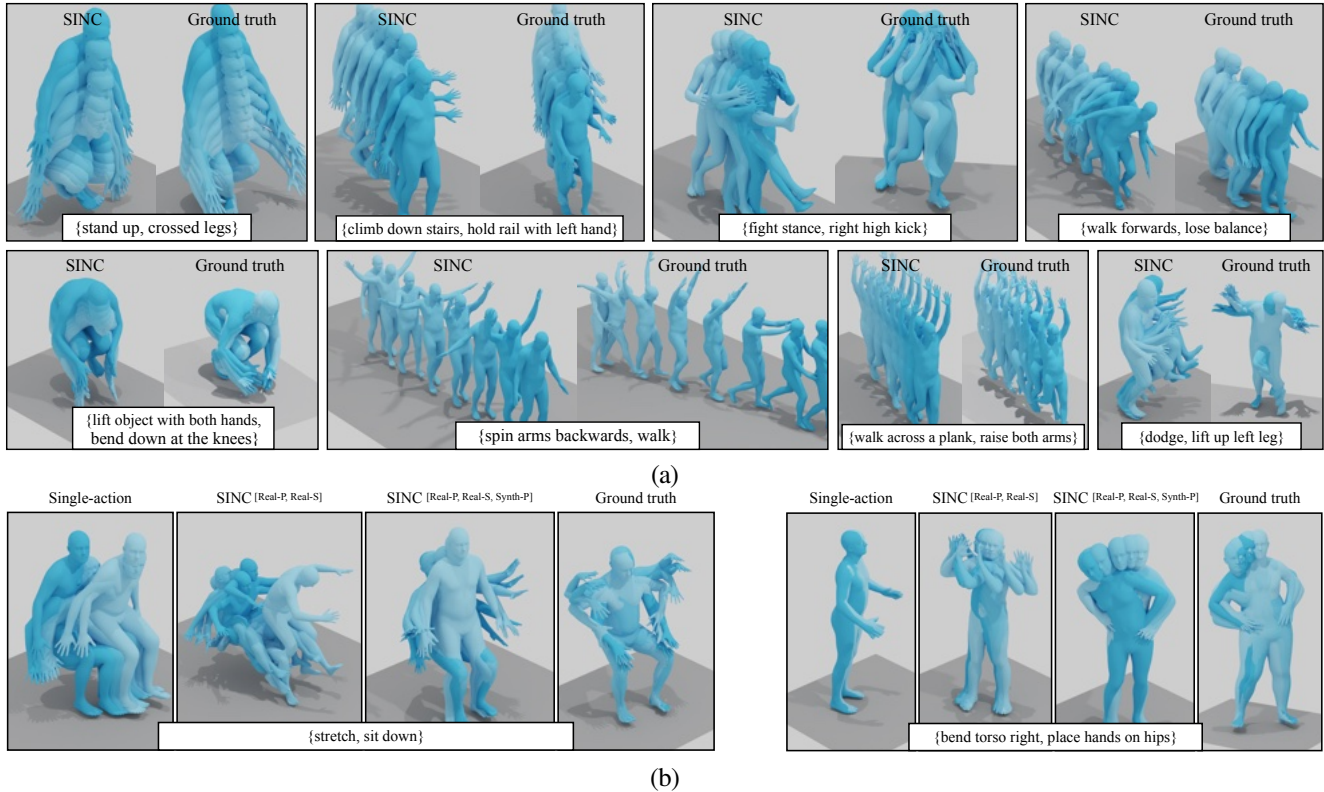 SINC Ground truth SINC Ground truth SINC Ground truth SINC Ground truth
{stand up, crossed legs} {climb down stairs, hold rail with left hand} {fight stance, right high kick} {walk forwards, lose balance}
SINC Ground truth SINC Ground truth SINC Ground truth SINC Ground truth
{lift object with both hands,
bend down at the knees} {spin arms backwards, walk} {walk across a plank, raise both arms} {dodge, lift up left leg}
(a)
Single-action SINC [Real-P, Real-S] SINC [Real-P, Real-S, Synth-P] Ground truth Single-action SINC [Real-P, Real-S] SINC [Real-P, Real-S, Synth-P] Ground truth
{stretch, sit down} {bend torso right, place hands on hips}
(b)